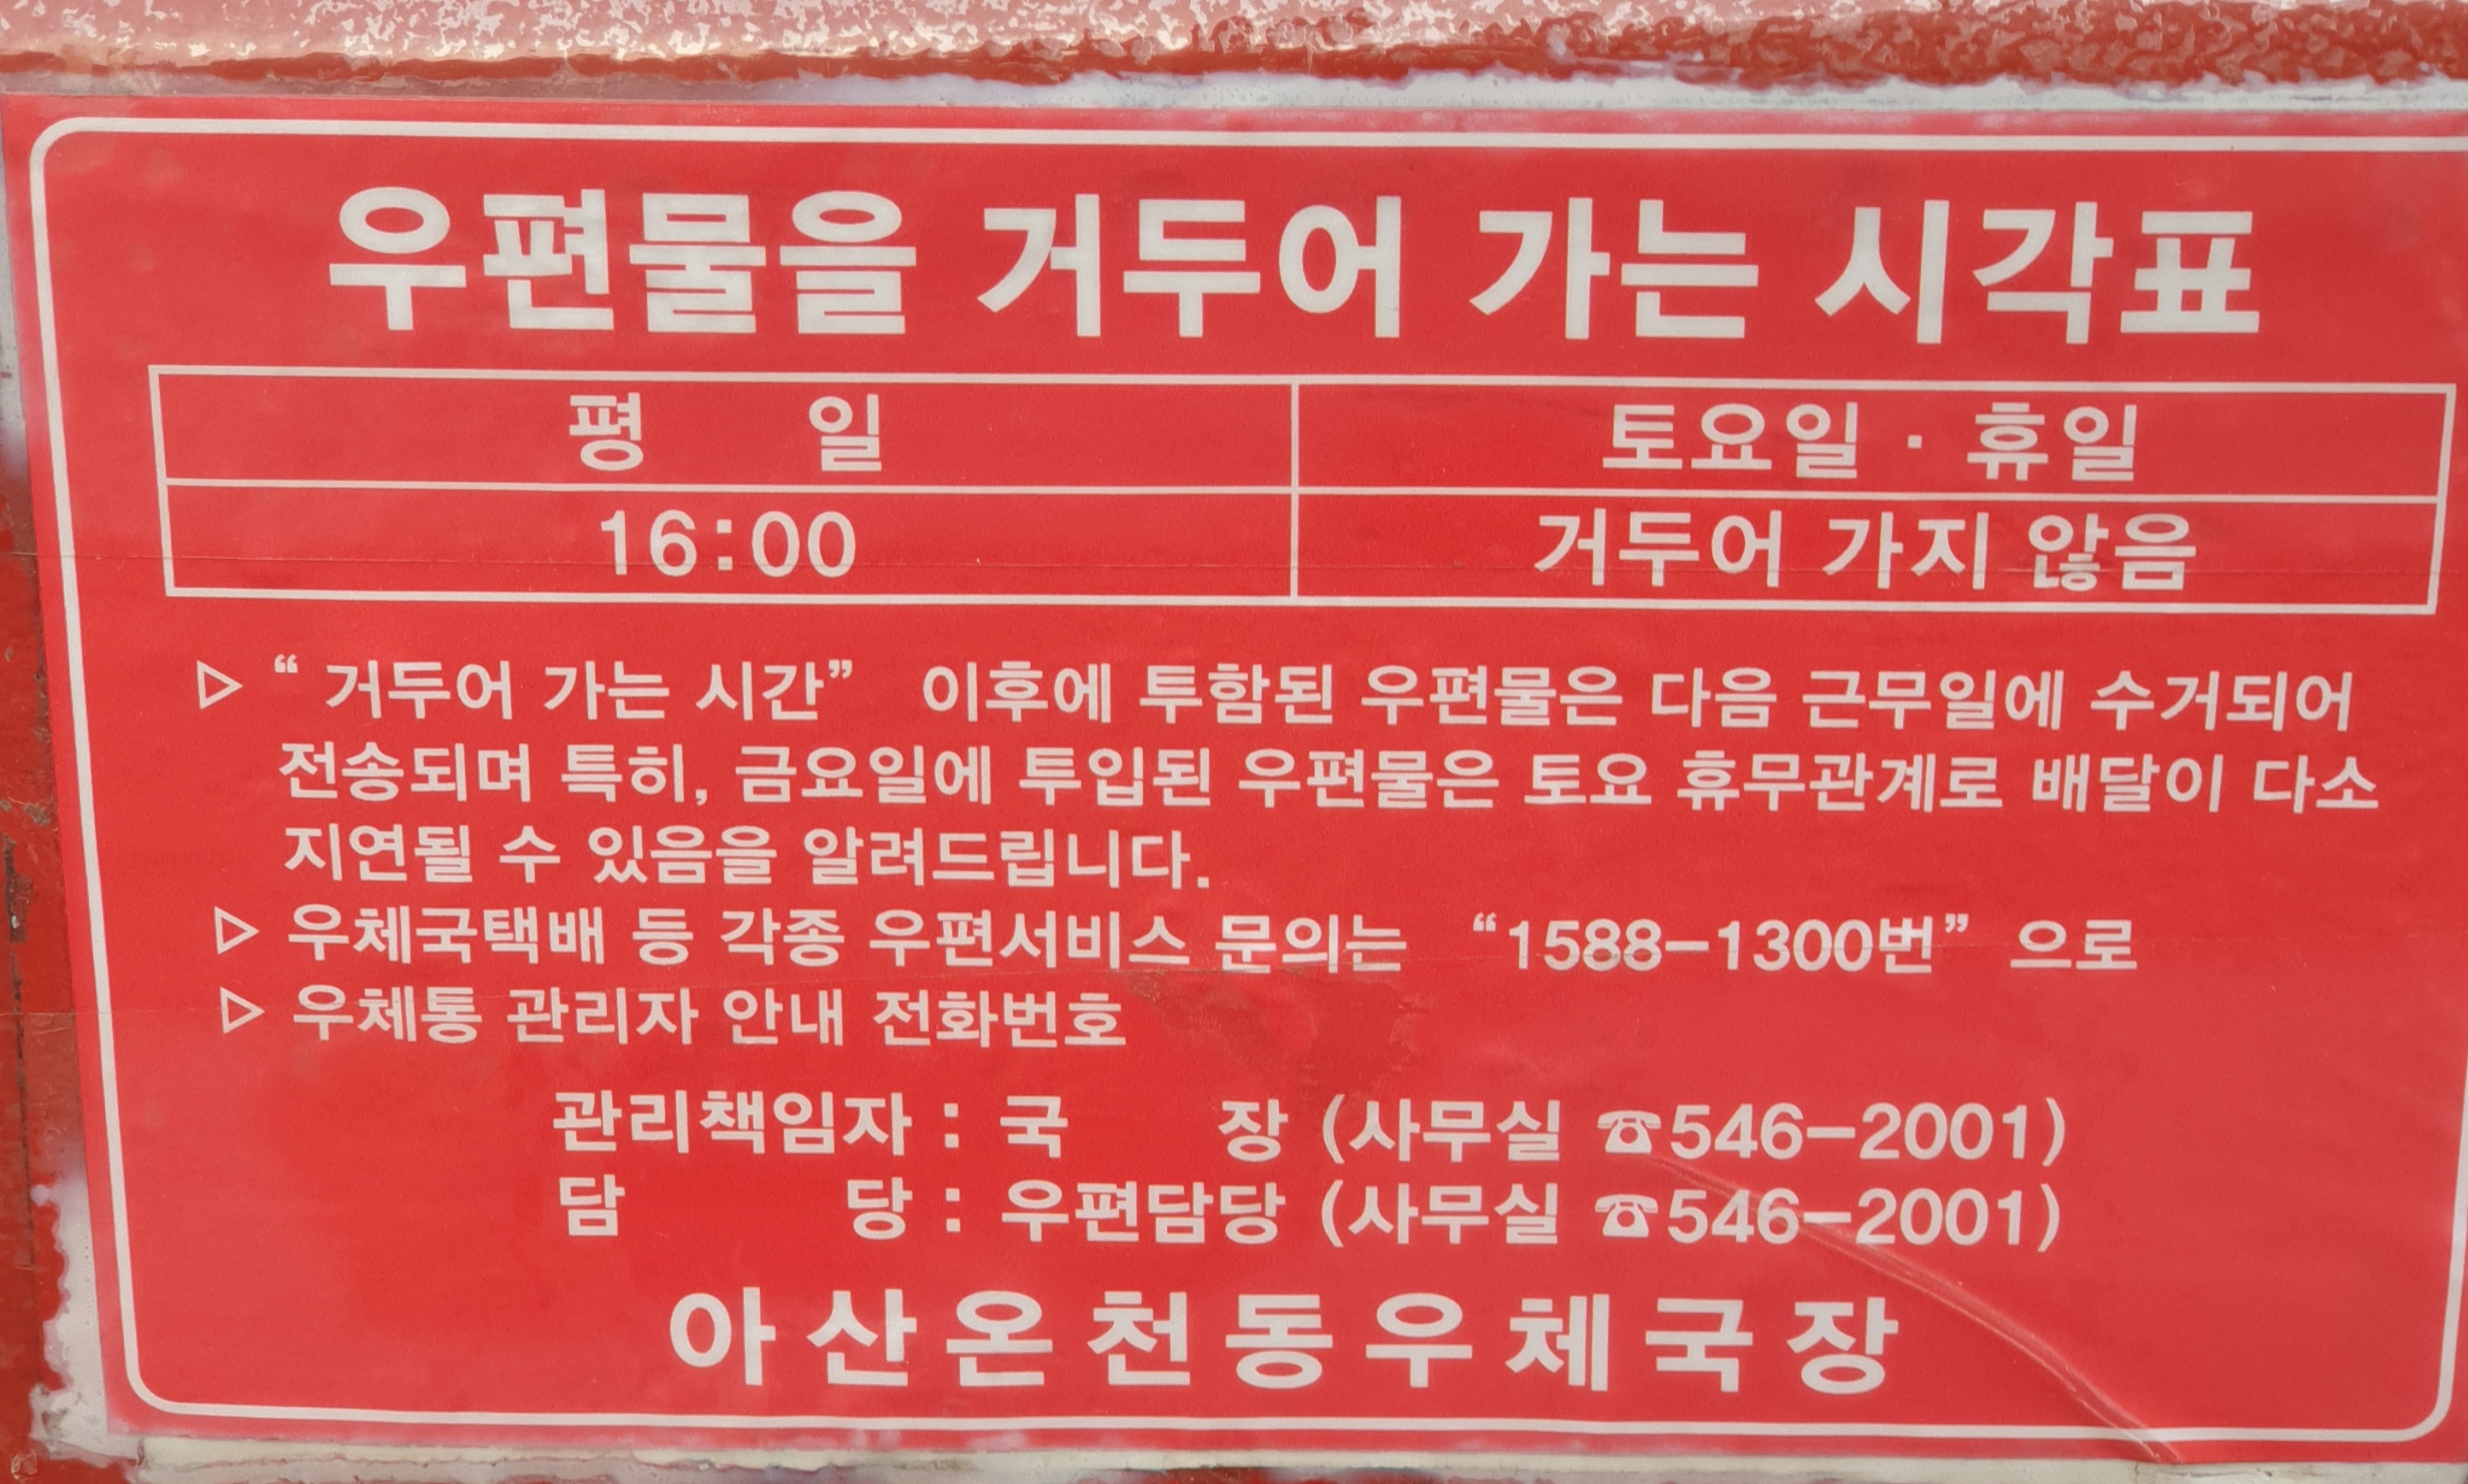 우편물을 거두어 가는 시각표
평 일
토요일 · 휴일
16:00
거두어 가지 않음
▷ “ 거두어 가는 시간” 이후에 투함된 우편물은 다음 근무일에 수거되어
전송되며 특히, 금요일에 투입된 우편물은 토요 휴무관계로 배달이 다소
지연될 수 있음을 알려드립니다.
▷ 우체국택배 등 각종 우편서비스 문의는 “1588-1300번” 으로
▷ 우체통 관리자 안내 전화번호
관리책임자 : 국 장 (사무실 ☎546-2001)
담 당 : 우편담당 (사무실 ☎546-2001)
아산온천동우체국장